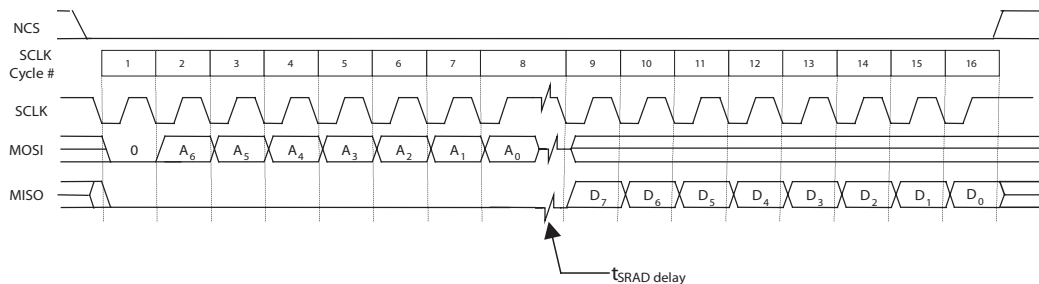 NCS
SCLK
Cycle #
1 2 3 4 5 6 7 8 9 10 11 12 13 14 15 16
SCLK
MOSI 0 A6 A5 A4 A3 A2 A1 A0
MISO D7 D6 D5 D4 D3 D2 D1 D0
tSRAD delay